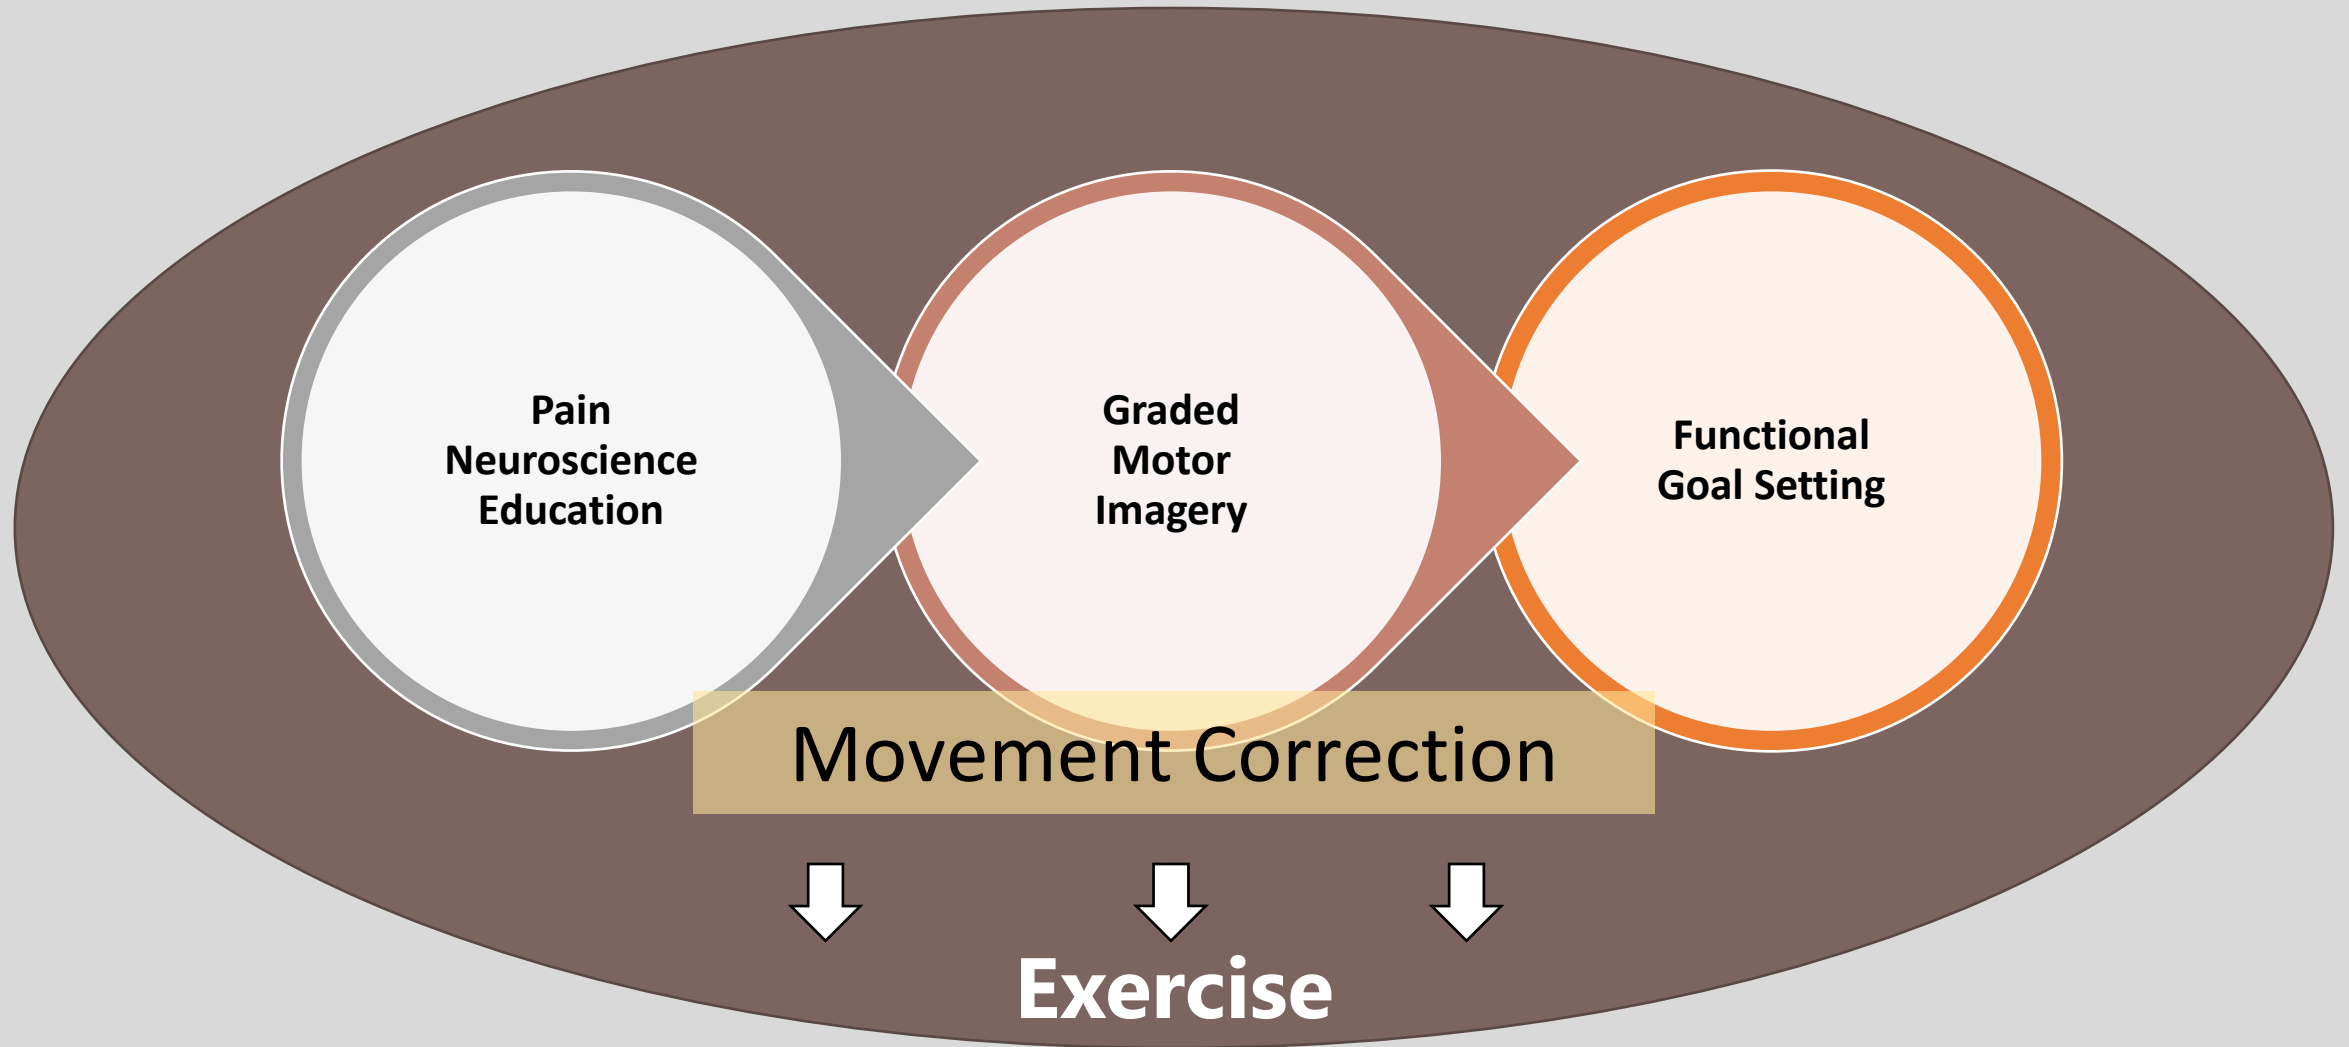 Pain
Neuroscience
Education
Graded
Motor
Imagery
Functional
Goal Setting
Movement Correction
Exercise